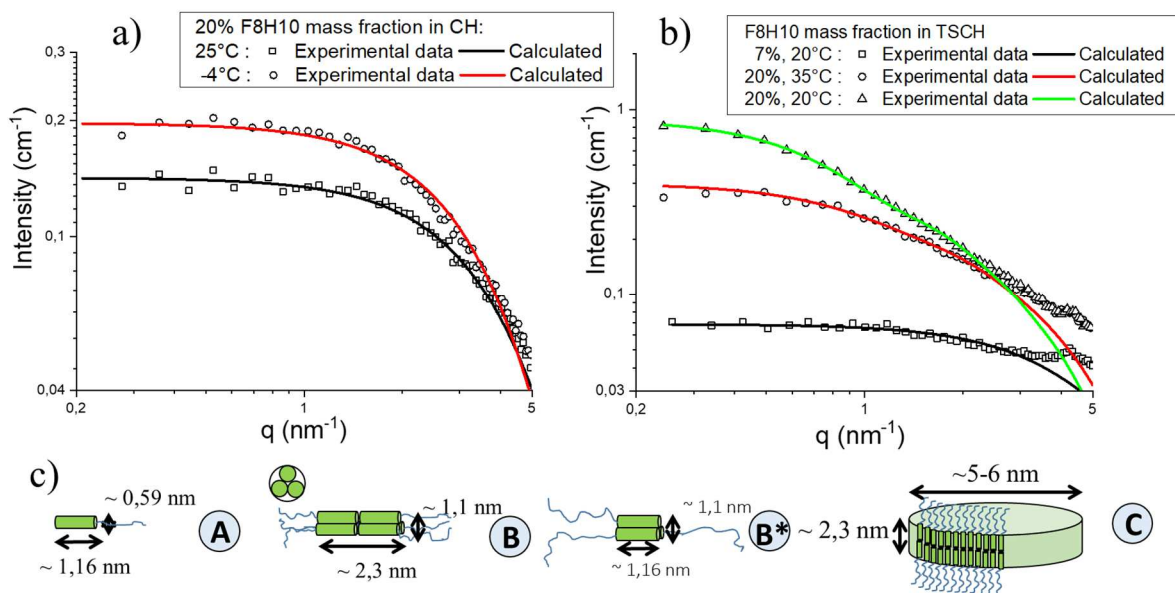 a)
20% F8H10 mass fraction in CH:
25°C : □ Experimental data Calculated
-4°C : ○ Experimental data Calculated
0,3
0,2
0,1
0,04
Intensity (cm⁻¹)
0,2 1 5
q (nm⁻¹)
b)
F8H10 mass fraction in TSCH
7%, 20°C : □ Experimental data Calculated
20%, 35°C : ○ Experimental data Calculated
20%, 20°C : △ Experimental data Calculated
1
0,1
0,03
Intensity (cm⁻¹)
0,2 1 5
q (nm⁻¹)
c)
~ 0,59 nm
~ 1,16 nm
A
~ 1,1 nm
~ 2,3 nm
B
~ 1,1 nm
~ 1,16 nm
B*
~5-6 nm
~ 2,3 nm
C